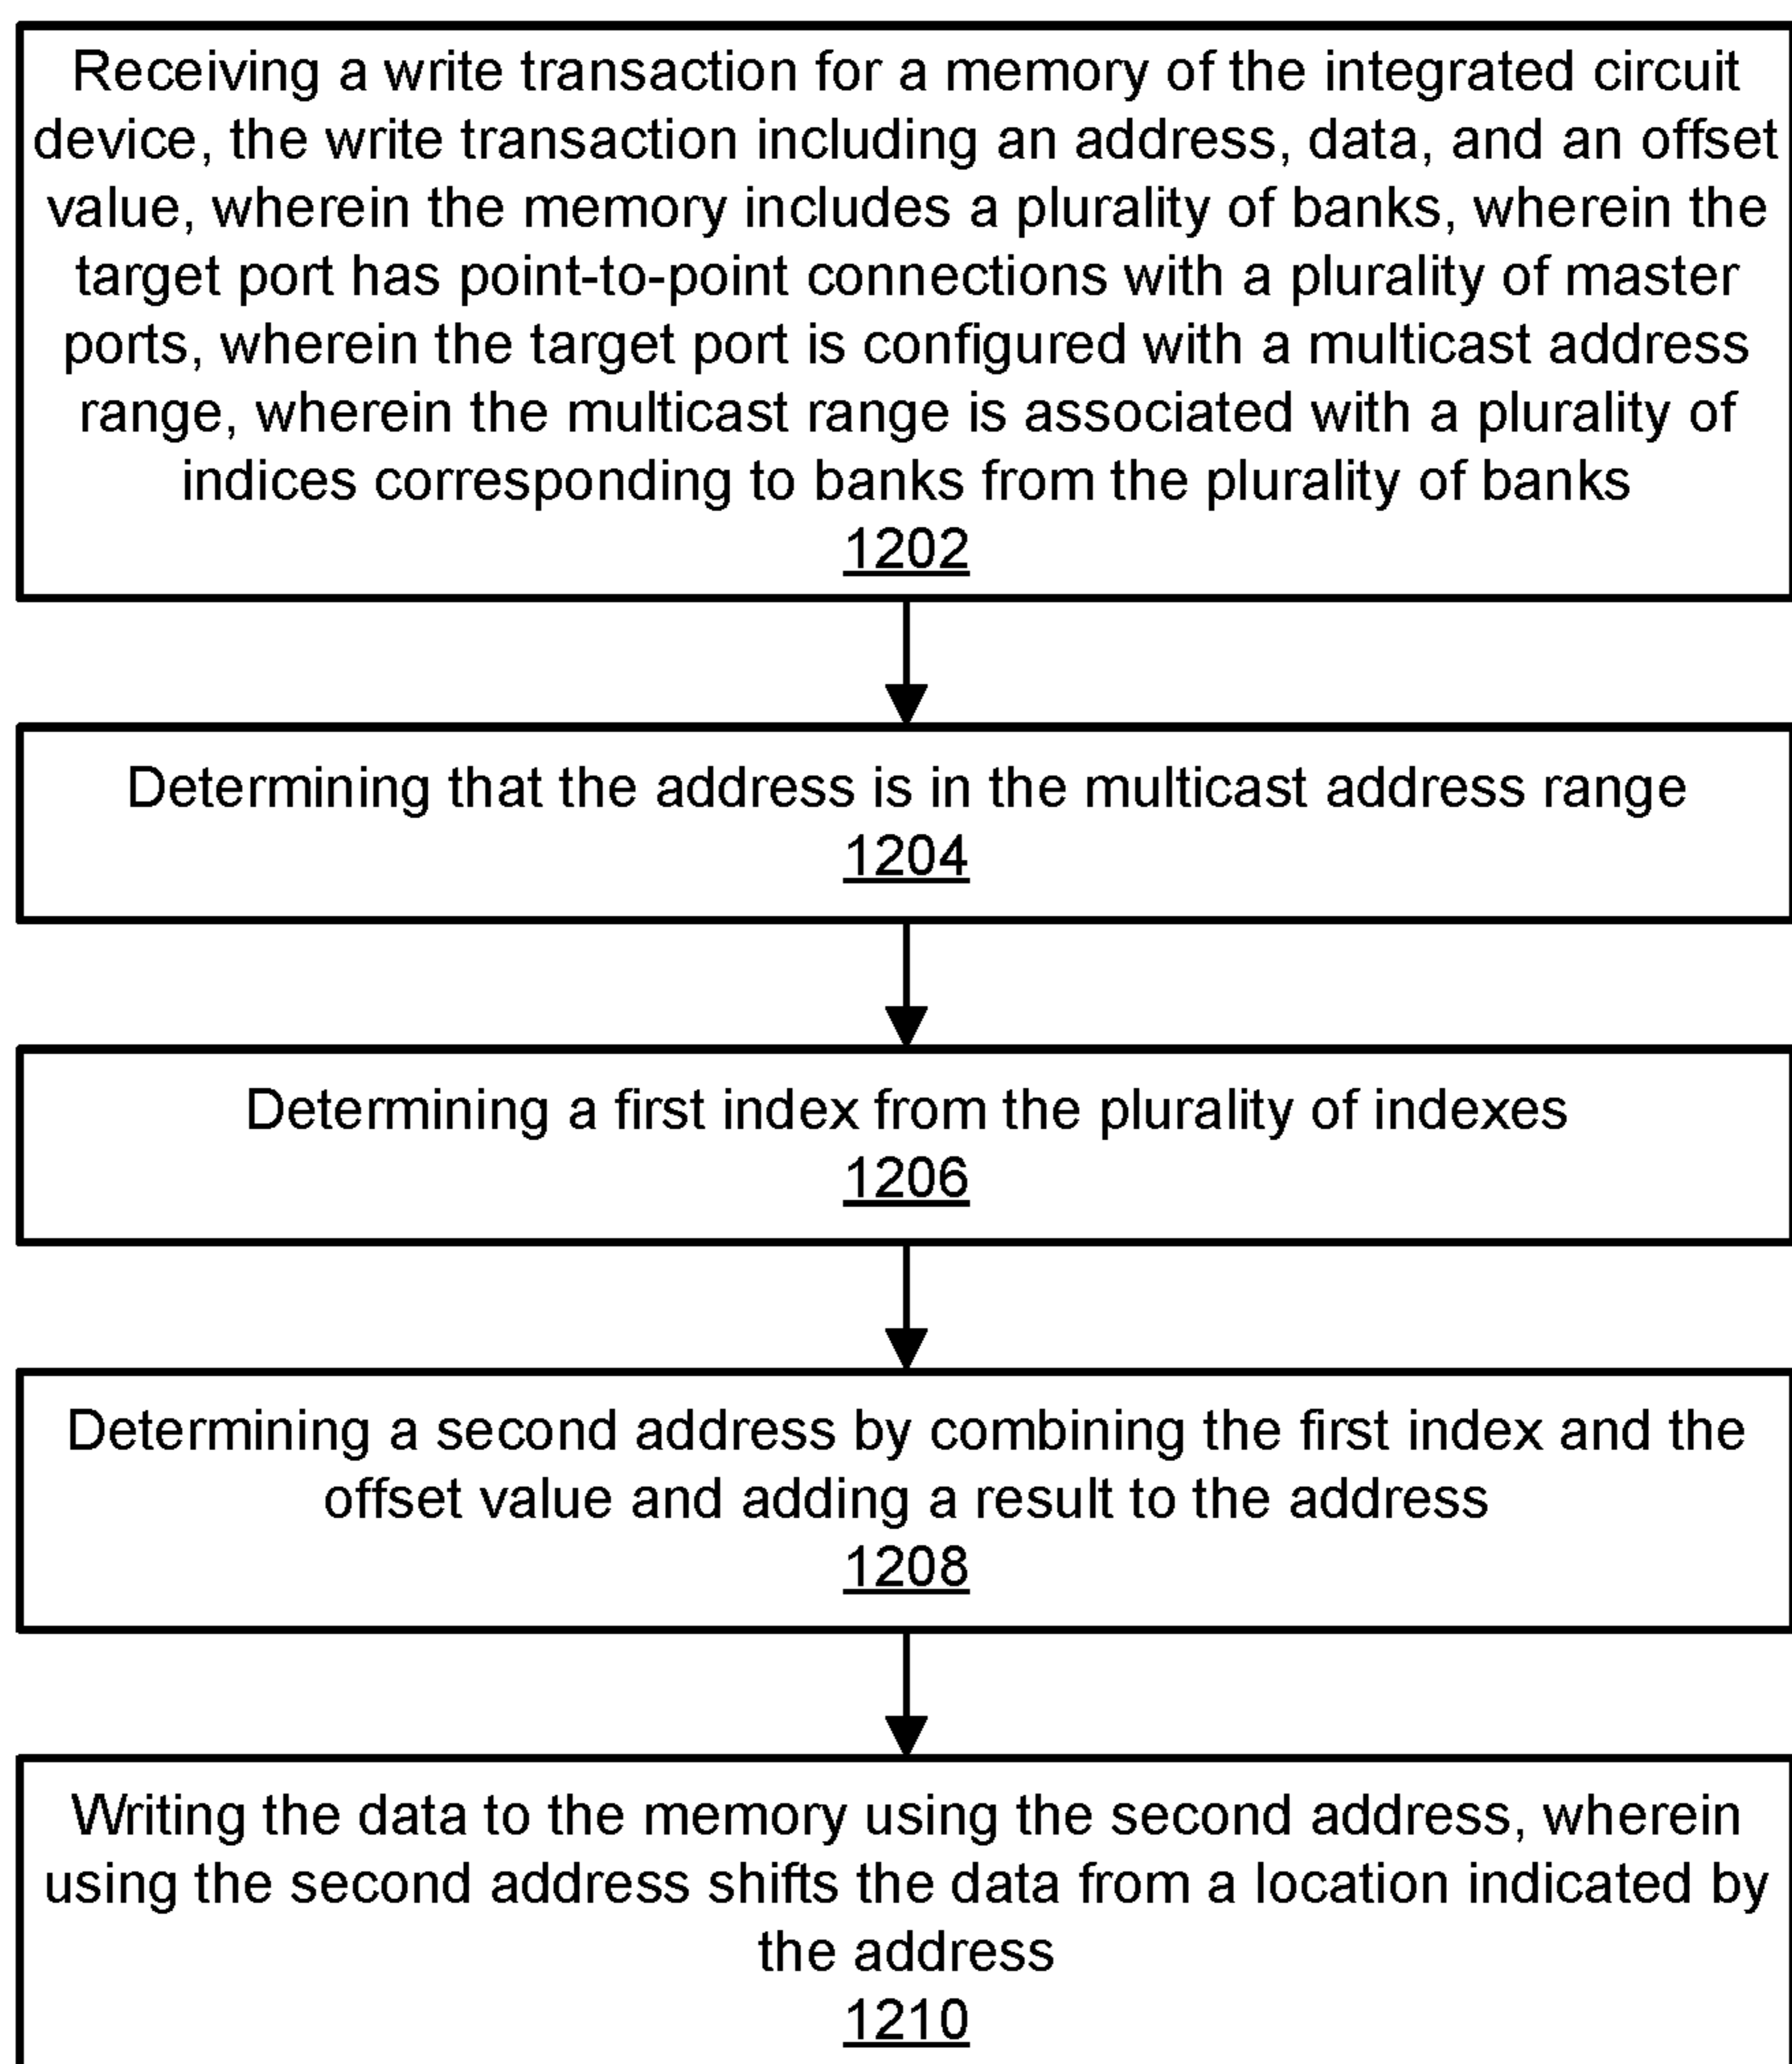 Receiving a write transaction for a memory of the integrated circuit
device, the write transaction including an address, data, and an offset
value, wherein the memory includes a plurality of banks, wherein the
target port has point-to-point connections with a plurality of master
ports, wherein the target port is configured with a multicast address
range, wherein the multicast range is associated with a plurality of
indices corresponding to banks from the plurality of banks
1202
Determining that the address is in the multicast address range
1204
Determining a first index from the plurality of indexes
1206
Determining a second address by combining the first index and the
offset value and adding a result to the address
1208
Writing the data to the memory using the second address, wherein
using the second address shifts the data from a location indicated by
the address
1210